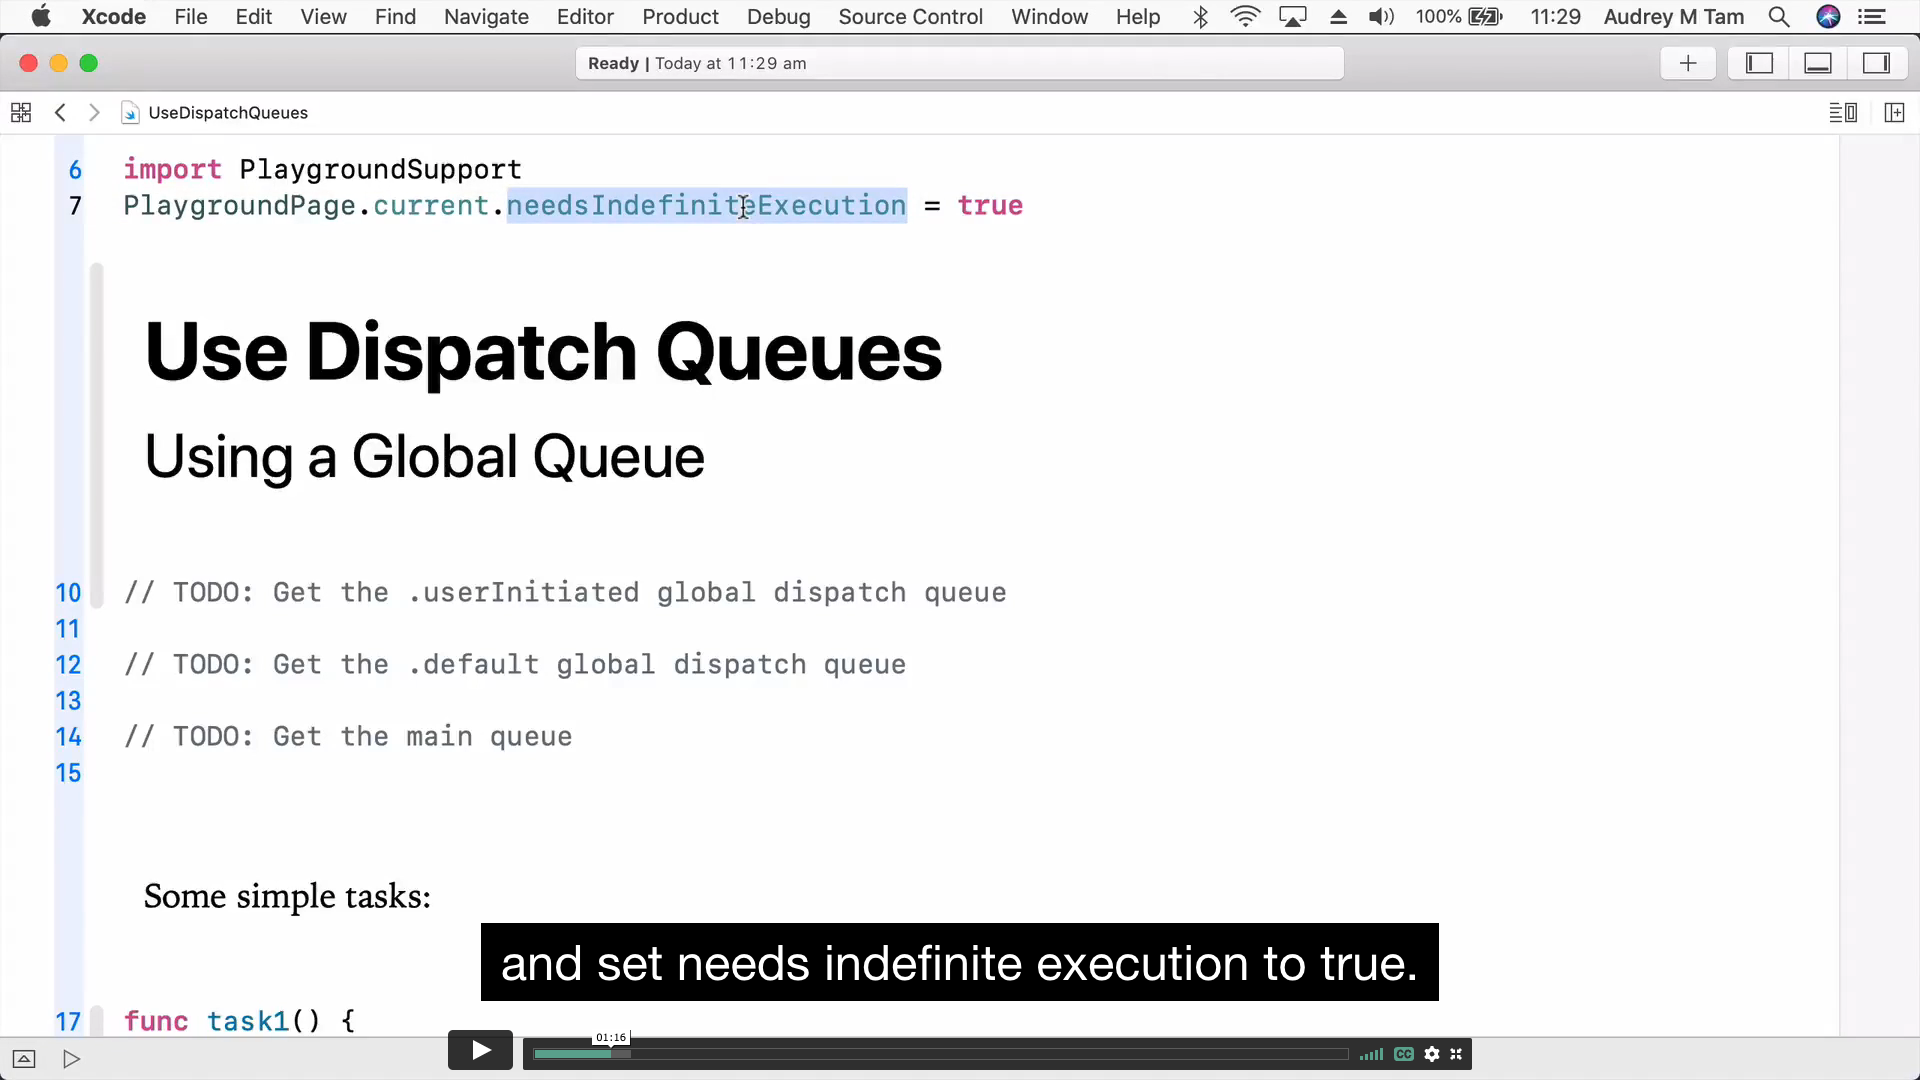 Xcode File Edit View Find Navigate Editor Product Debug Source Control Window Help 100% 11:29 Audrey M Tam
Ready | Today at 11:29 am
UseDispatchQueues
6 import PlaygroundSupport
7 PlaygroundPage.current.needsIndefiniteExecution = true
Use Dispatch Queues
Using a Global Queue
10 // TODO: Get the .userInitiated global dispatch queue
11
12 // TODO: Get the .default global dispatch queue
13
14 // TODO: Get the main queue
15
Some simple tasks:
and set needs indefinite execution to true.
17 func task1() {
01:16
CC